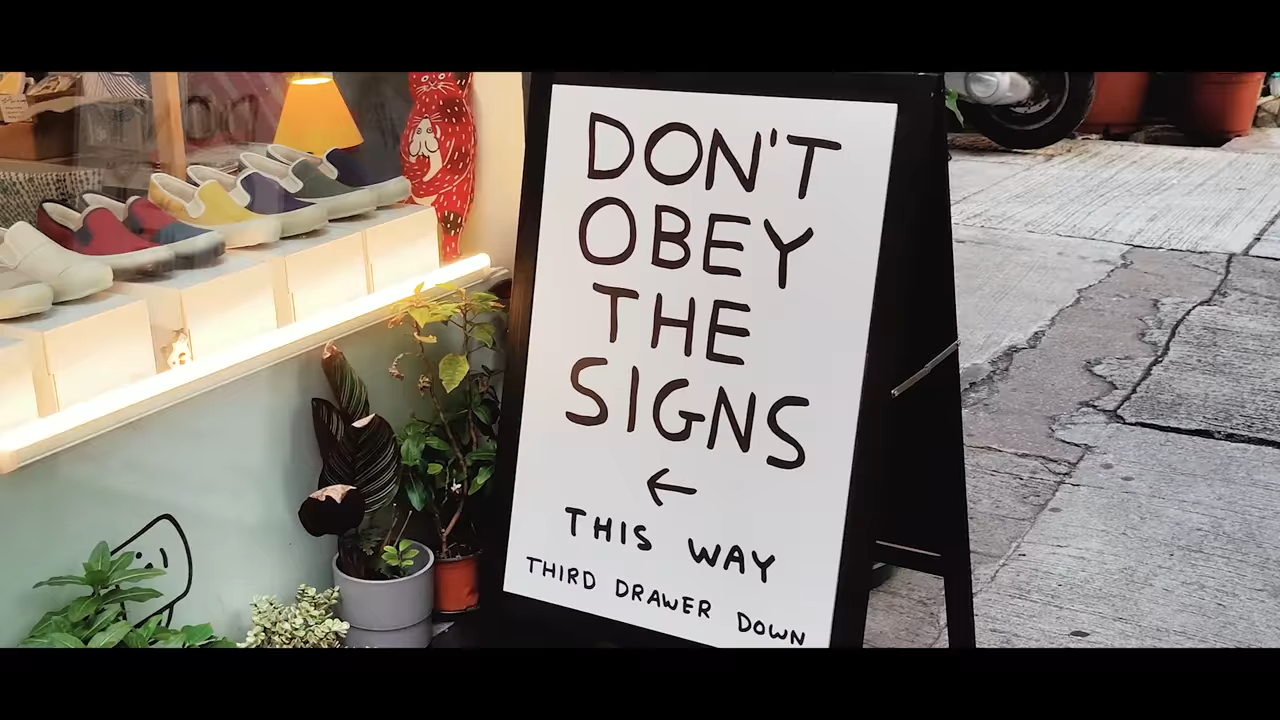 DON'T
OBEY
THE
SIGNS
←
THIS WAY
THIRD DRAWER DOWN